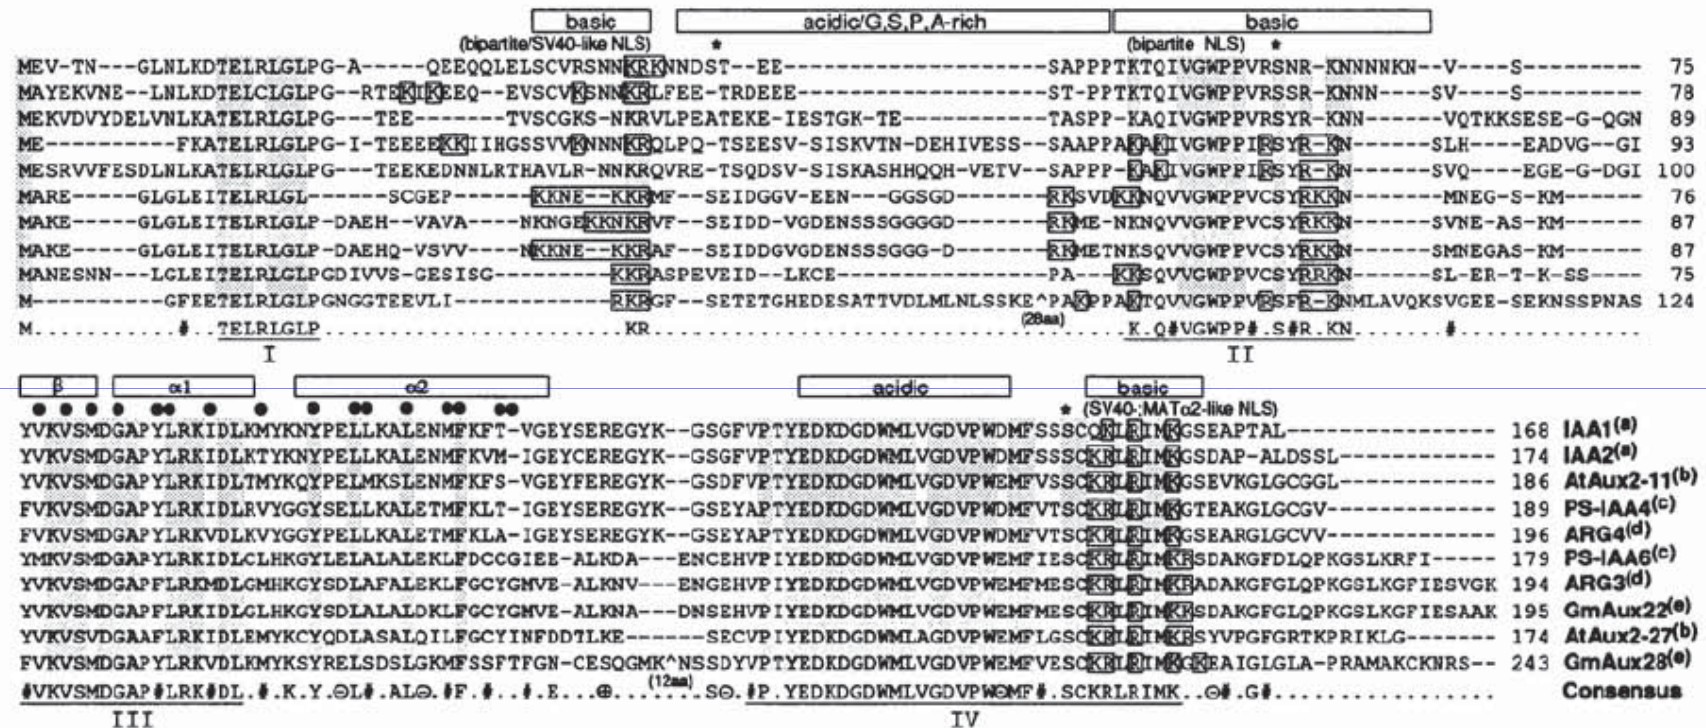 basic acidic/G,S,P,A-rich basic
(bipartite/SV40-like NLS) * (bipartite NLS) *
MEV-TN---GLNLKDTELRLGLPG-A-----QEEQQLELSCVRSNNKRKNNDST--EE--------------------SAPPPTKTQIVGWPPVRSNR-KNNNNKN--V----S---------- 75
MAYEKVNE--LNLKDTELCLGLPG--RTEKIKEEQ--EVSCVKSNNKRLFEE-TRDEEE-------------------ST-PPTKTQIVGWPPVRSSR-KNNN----SV----S---------- 78
MEKVDVYDELVNLKATELRLGLPG---TEE-------TVSCGKS-NKRVLPEATEKE-IESTGK-TE-----------TASPP-KAQIVGWPPVRSYR-KNN-------VQTKKSESE-G-QGN 89
ME---------FKATELRLGLPG-I-TEEEEKKIIHGSSVVKNNNKRQLPQ-TSEESV-SISKVTN-DEHIVESS---SAAPPAKAKIVGWPPIRSYR-KN-------SLH----EADVG--GI 93
MESRVVFESDLNLKATELRLGLPG---TEEKEDNNLRTHAVLR-NNKRQVRE-TSQDSV-SISKASHHQQH-VETV--SAPPP-KAKIVGWPPIRSYR-KN-------SVQ----EGE-G-DGI 100
MARE------GLGLEITELRLGL------SCGEP------KKNE--KKRMF--SEIDGGV-EEN---GGSGD-------RKSVDKKNQVVGWPPVCSYRKKN-------MNEG-S-KM------ 76
MAKE------GLGLEITELRLGLP-DAEH--VAVA----NKNGEKKNKRVF--SEIDD-VGDENSSSGGGD-------RKME-NKNQVVGWPPVCSYRKKN-------SVNE-AS-KM------ 87
MAKE------GLGLEITELRLGLP-DAEHQ-VSVV----NKKNE--KKRAF--SEIDDGVGDENSSSGGG-D------RKMETNKSQVVGWPPVCSYRKKN-------SMNEGAS-KM------ 87
MANESNN---LGLEITELRLGLPGDIVVS-GESISG---------KKRASPEVEID--LKCE----------------PA---KKSQVVGWPPVCSYRRKN------SL-ER-T-K-SS---- 75
M----------GFEETELRLGLPGNGGTEEVLI------------RKRGF--SETETGHEDESATTVDLMLNLSSKE^PAKPPAKTQVVGWPPVRSFR-KNMLAVQKSVGEE-SEKNSSPNAS 124
(28aa)
M...........#..TELRLGLP........................KR.....................................K.Q#VGWPP#.S#R.KN.......#.............
I II
β α1 α2 acidic basic
* (SV40-;MATα2-like NLS)
YVKVSMDGAPYLRKIDLKMYKNYPELLKALENMFKFT-VGEYSEREGYK--GSGFVPTYEDKDGDWMLVGDVPWDMFSSSCQKLRIMKGSEAPTAL---------------- 168 IAA1(a)
YVKVSMDGAPYLRKIDLKTYKNYPELLKALENMFKVM-IGEYCEREGYK--GSGFVPTYEDKDGDWMLVGDVPWDMFSSSCKRLRIMKGSDAP-ALDSSL------------ 174 IAA2(a)
YVKVSMDGAPYLRKIDLTMYKQYPELMKSLENMFKFS-VGEYFEREGYK--GSDFVPTYEDKDGDWMLVGDVPWEMFVSSCKRLRIMKGSEVKGLGCGGL------------ 186 AtAux2-11(b)
FVKVSMDGAPYLRKIDLRVYGGYSELLKALETMFKLT-IGEYSEREGYK--GSEYAPTYEDKDGDWMLVGDVPWDMFVTSCKRLRIMKGTEAKGLGCGV------------- 189 PS-IAA4(c)
FVKVSMDGAPYLRKVDLKVYGGYPELLKALETMFKLA-IGEYSEREGYK--GSEYAPTYEDKDGDWMLVGDVPWDMFVTSCKRLRIMKGSEARGLGCVV------------- 196 ARG4(d)
YMKVSMDGAPYLRKIDLCLHKGYLELALALEKLFDCCGIEE-ALKDA--ENCEHVPIYEDKDGDWMLVGDVPWEMFIESCKRLRIMKRSDAKGFDLQPKGSLKRFI----- 179 PS-IAA6(c)
YVKVSMDGAPFLRKMDLGMHKGYSDLAFALEKLFGCYGMVE-ALKNV---ENGEHVPIYEDKDGDWMLVGDVPWEMFMESCKRLRIMKRADAKGFGLQPKGSLKGFIESVGK 194 ARG3(d)
YVKVSMDGAPFLRKIDLGLHKGYSDLALALDKLFGCYGMVE-ALKNA---DNSEHVPIYEDKDGDWMLVGDVPWEMFMESCKRLRIMKKSDAKGFGLQPKGSLKGFIESAAK 195 GmAux22(e)
YVKVSVDGAAFLRKIDLEMYKCYQDLASALQILFGCYINFDDTLKE------SECVPIYEDKDGDWMLAGDVPWEMFLGSCKRLRIMKRSYVPGFGRTKPRIKLG------- 174 AtAux2-27(b)
FVKVSMDGAPYLRKVDLKMYKSYRELSDSLGKMFSSFTFGN-CESQGMK^NSSDYVPTYEDKDGDWMLVGDVPWEMFVESCKRLRIMKGKEAIGLGLA-PRAMAKCKNRS-- 243 GmAux28(e)
(12aa)
#VKVSMDGAP#LRK#DL.#.K.Y.⊖L#.AL⊖.#F.#..#..E...⊕........S⊖.#P.YEDKDGDWMLVGDVPW⊖MF#.SCKRLRIMK..⊖#.G#.................. Consensus
III IV